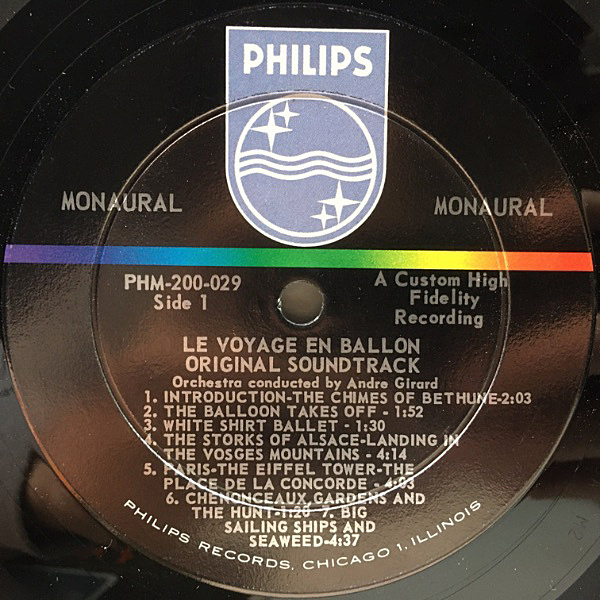 PHILIPS
MONAURAL
MONAURAL
PHM-200-029
Side 1
A Custom High
Fidelity
Recording
LE VOYAGE EN BALLON
ORIGINAL SOUNDTRACK
Orchestra conducted by Andre Girard
1. INTRODUCTION-THE CHIMES OF BETHUNE-2:03
2. THE BALLOON TAKES OFF - 1:52
3. WHITE SHIRT BALLET - 1:30
4. THE STORKS OF ALSACE-LANDING IN
THE VOSGES MOUNTAINS - 4:14
5. PARIS-THE EIFFEL TOWER-THE
PLACE DE LA CONCORDE - 4:03
6. CHENONCEAUX GARDENS AND
THE HUNT-1:28 7. BIG
SAILING SHIPS AND
SEAWEED-4:37
PHILIPS RECORDS, CHICAGO 1, ILLINOIS